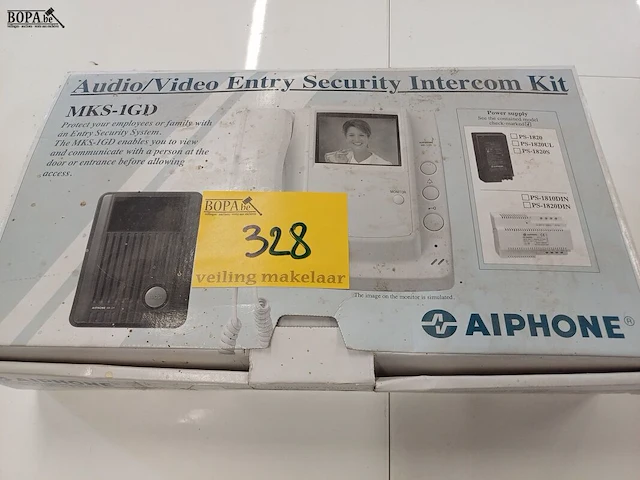 BOPA.be
Audio/Video Entry Security Intercom Kit
MKS-1GD
Protect your employees or family with
an Entry Security System.
The MKS-1GD enables you to view
and communicate with a person at the
door or entrance before allowing
access.
Power supply
PS-1820
PS-1820UL
PS-1820S
PS-1810DIN
PS-1820DIN
BOPA.be
328
veiling makelaar
The image on the monitor is simulated.
AIPHONE®
AIPHONE